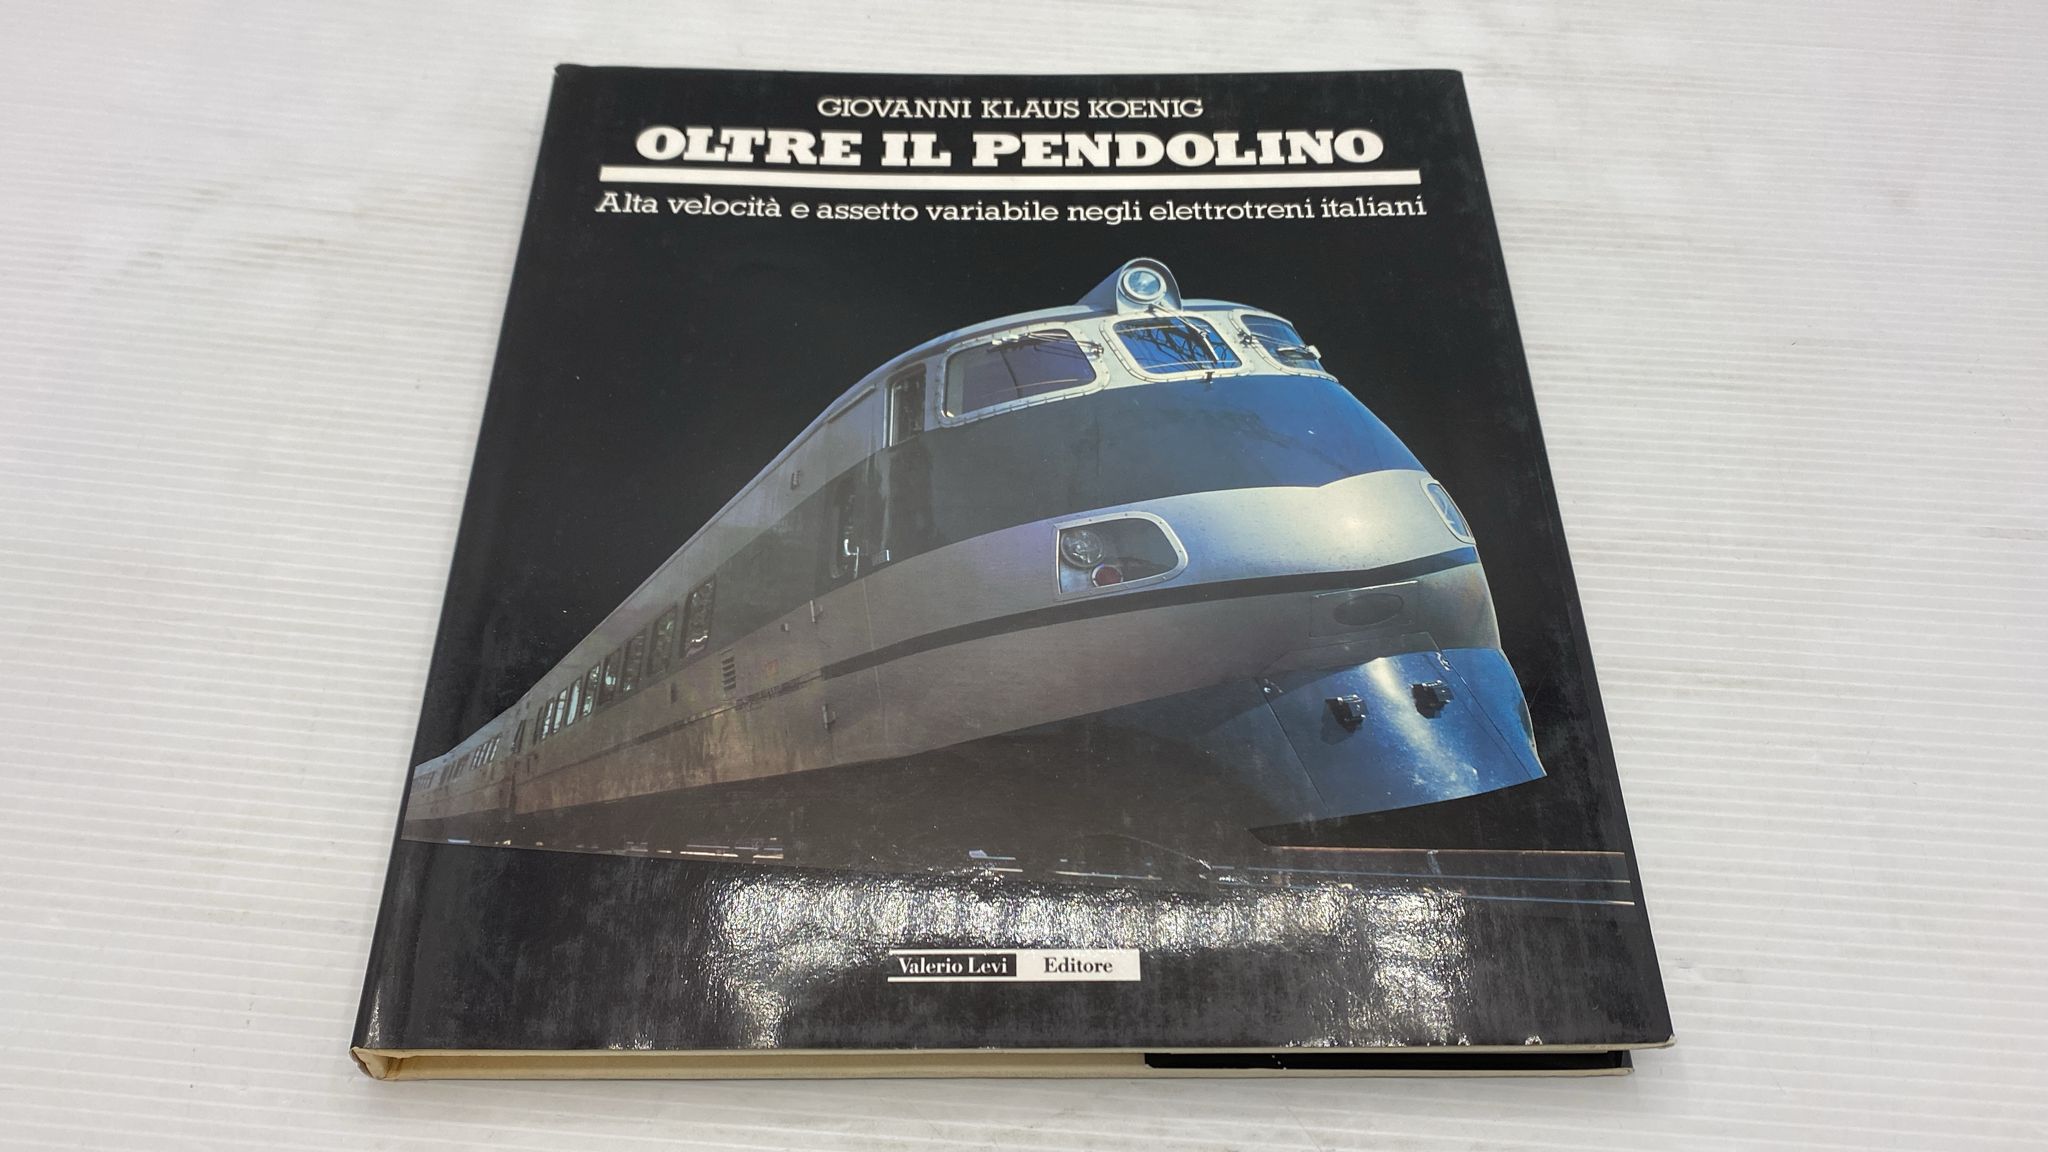 GIOVANNI KLAUS KOENIG
OLTRE IL PENDOLINO
Alta velocità e assetto variabile negli elettrotreni italiani
Valerio Levi Editore